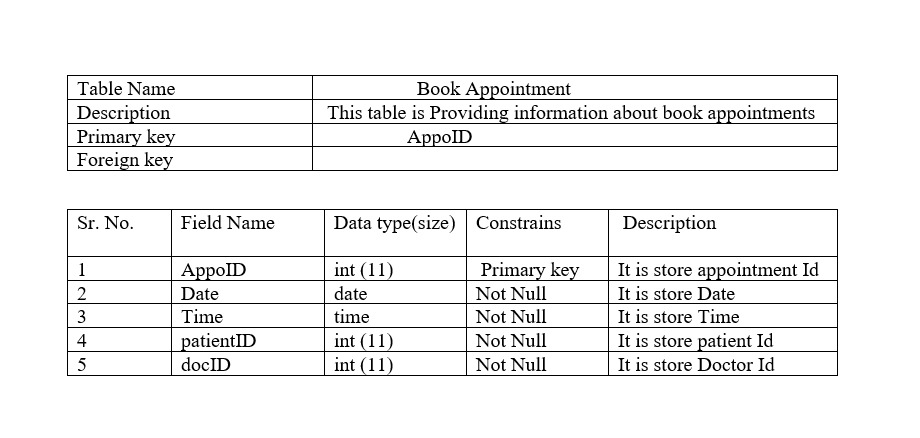 Table Name Book Appointment
Description This table is Providing information about book appointments
Primary key AppoID
Foreign key
Sr. No. Field Name Data type(size) Constrains Description
1 AppoID int (11) Primary key It is store appointment Id
2 Date date Not Null It is store Date
3 Time time Not Null It is store Time
4 patientID int (11) Not Null It is store patient Id
5 docID int (11) Not Null It is store Doctor Id